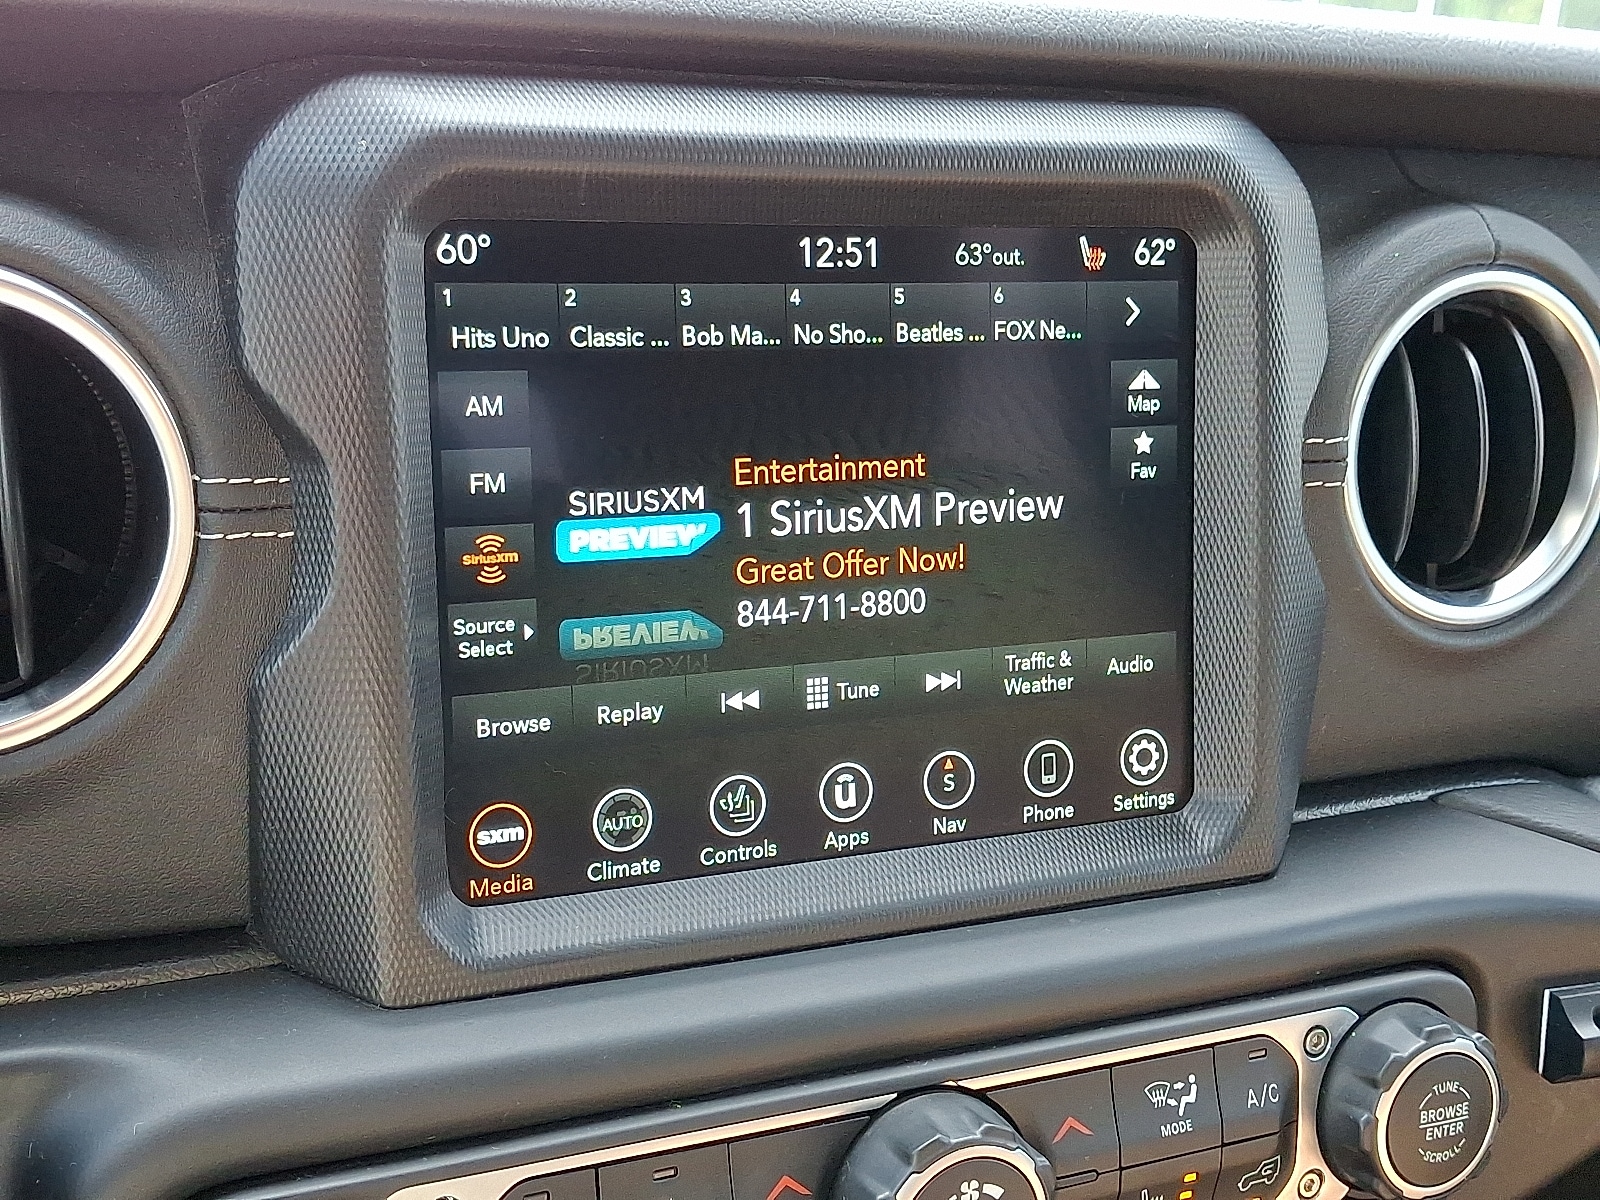 60° 12:51 63°out. 62°
1 2 3 4 5 6
Hits Uno Classic ... Bob Ma... No Sho... Beatles ... FOX Ne...
AM
Map
FM
Fav
SIRIUSXM
PREVIEW
Entertainment
1 SiriusXM Preview
Great Offer Now!
844-711-8800
SiriusXM
Source
Select
PREVIEW
SIRIUSXM
Browse Replay Tune Traffic &
Weather Audio
sxm
Media
AUTO
Climate
Controls
u
Apps
S
Nav
Phone
Settings
MODE
A/C
TUNE
BROWSE
ENTER
SCROLL